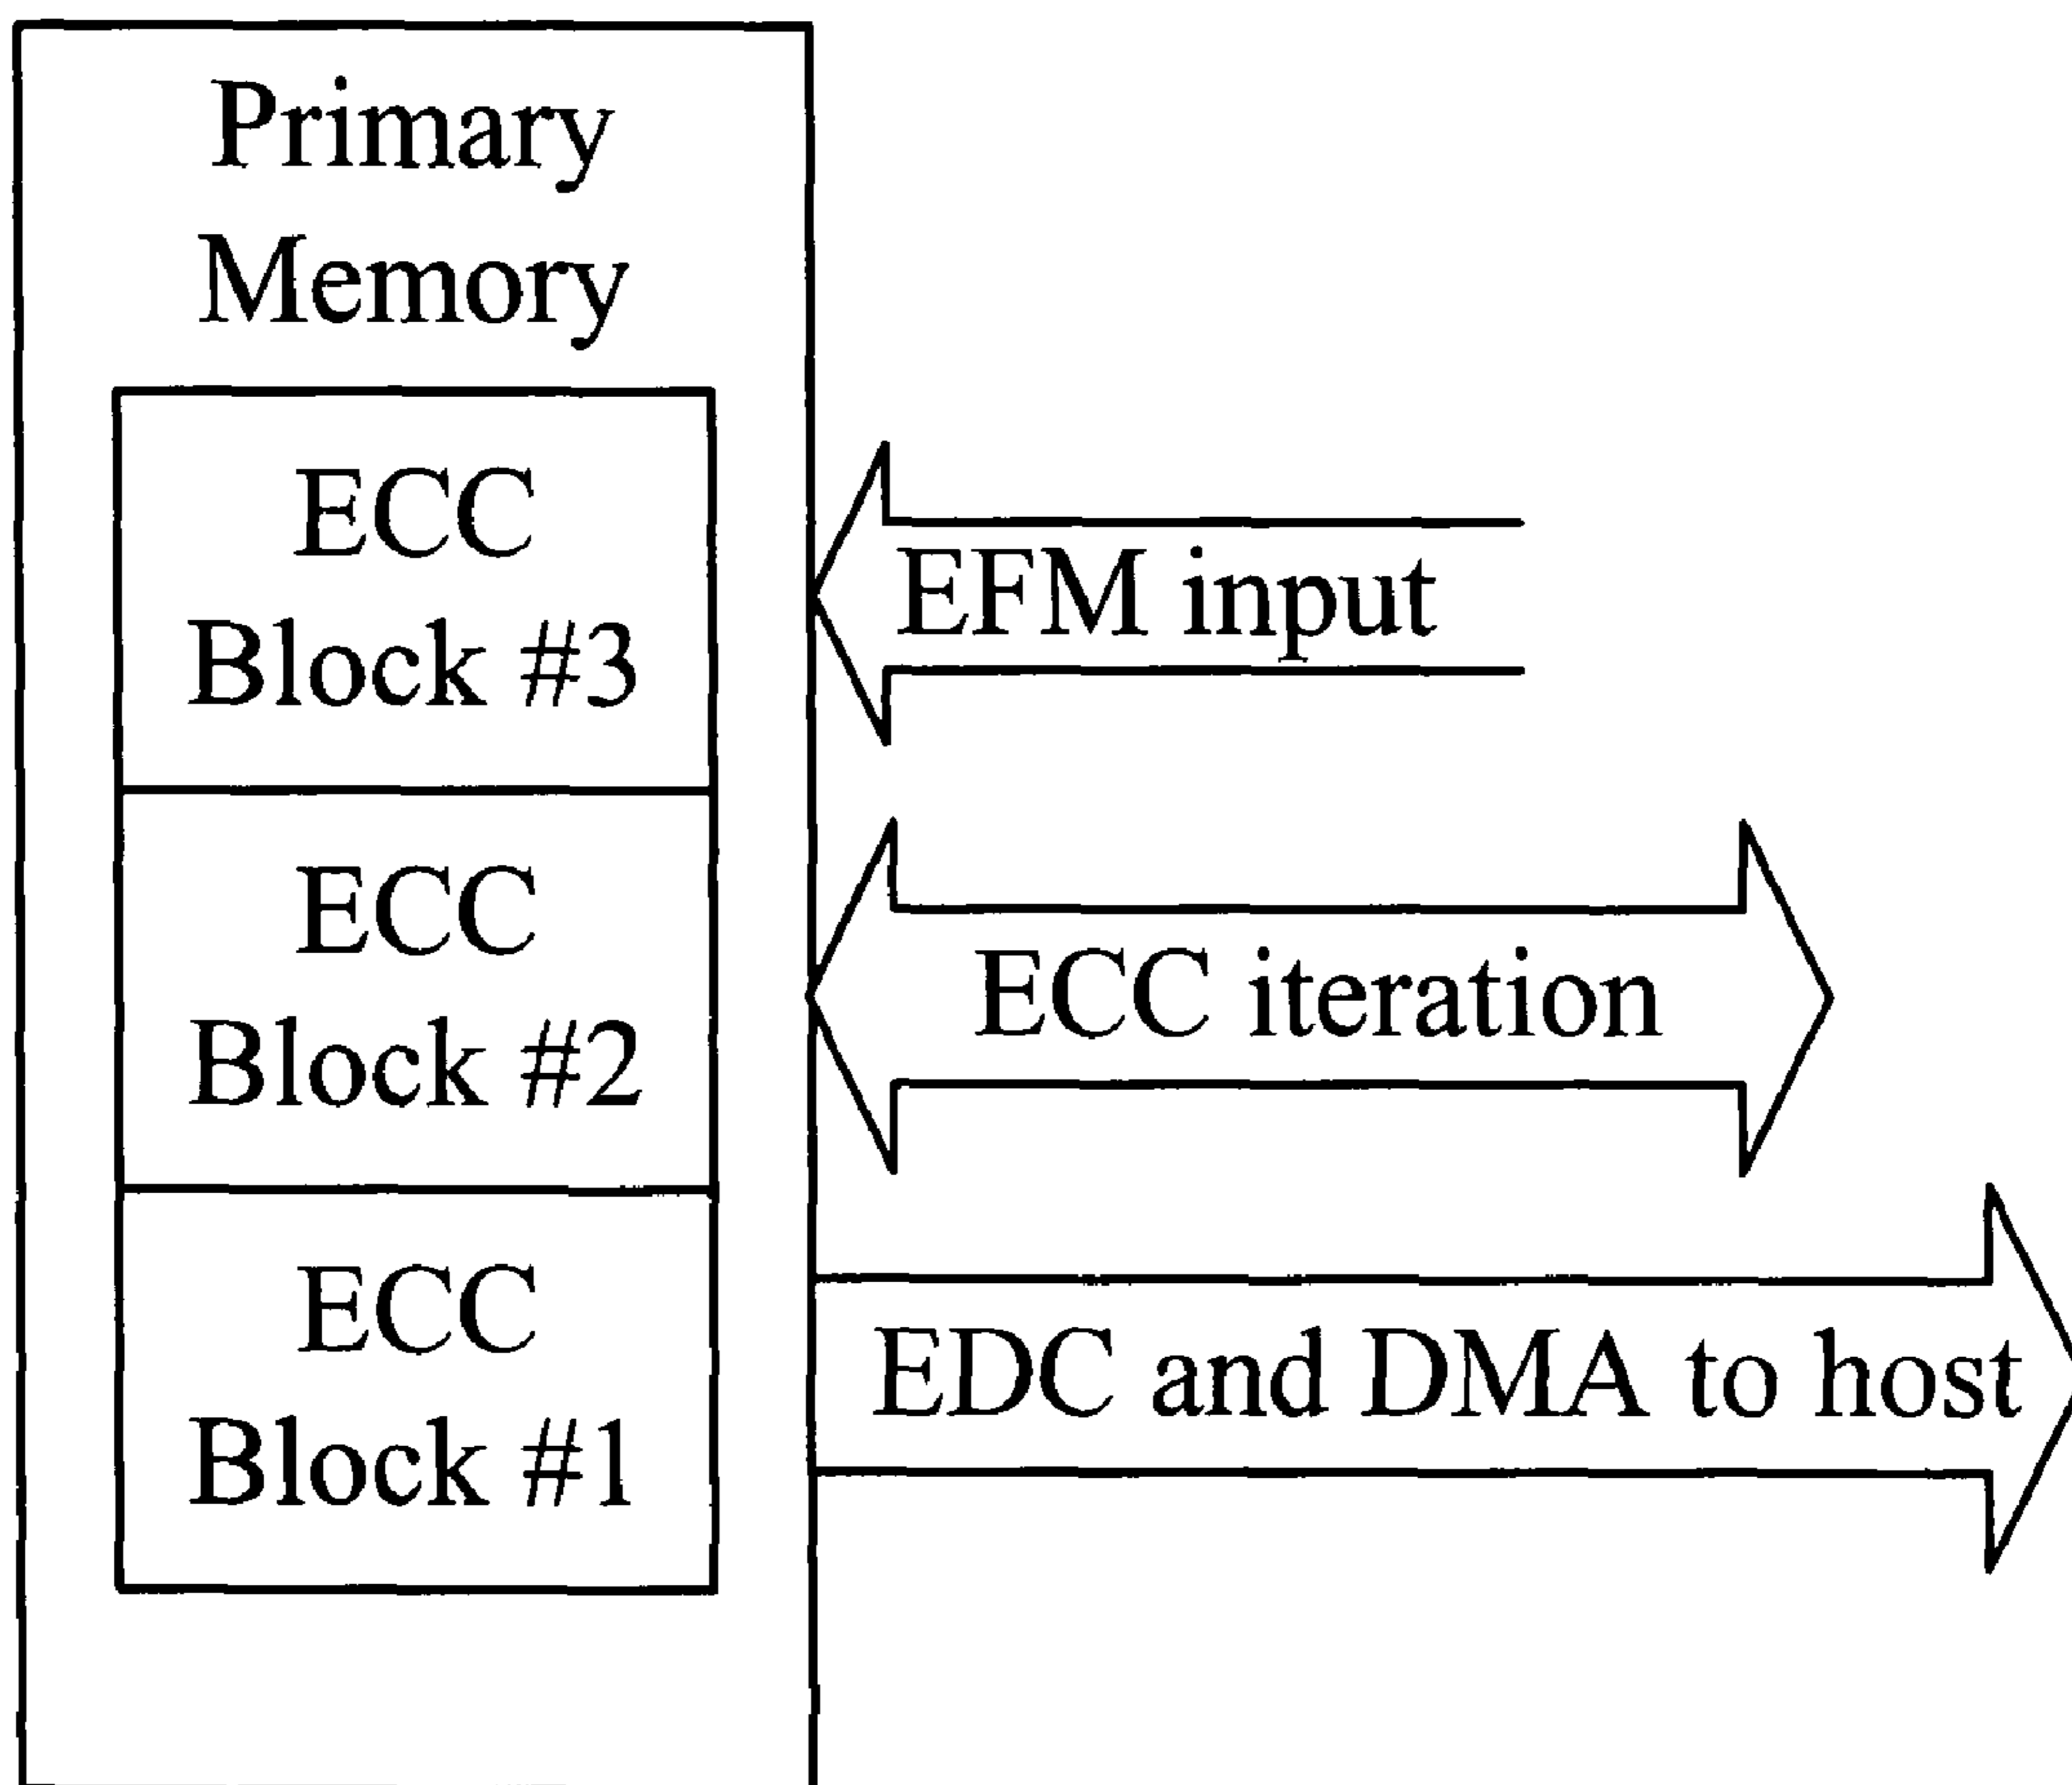 Primary
Memory
ECC
Block #3
EFM input
ECC
Block #2
ECC iteration
ECC
Block #1
EDC and DMA to host